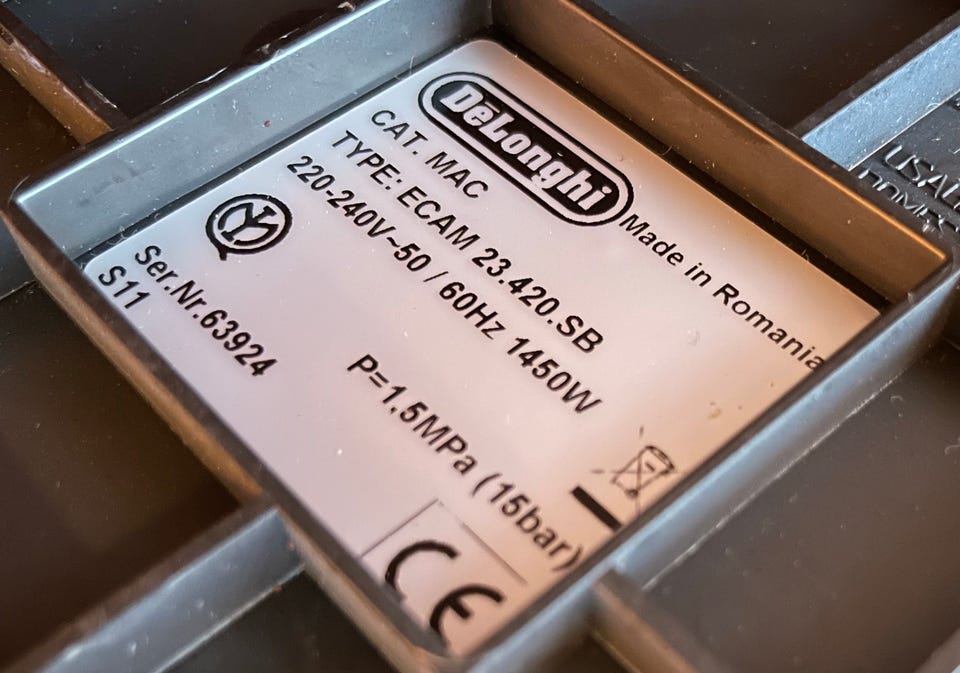 DeLonghi
Made in Romania
CAT. MAC
TYPE: ECAM 23.420.SB
220-240V~50 / 60Hz 1450W
Ser.Nr.63924
S11
P=1,5MPa (15bar)
CE